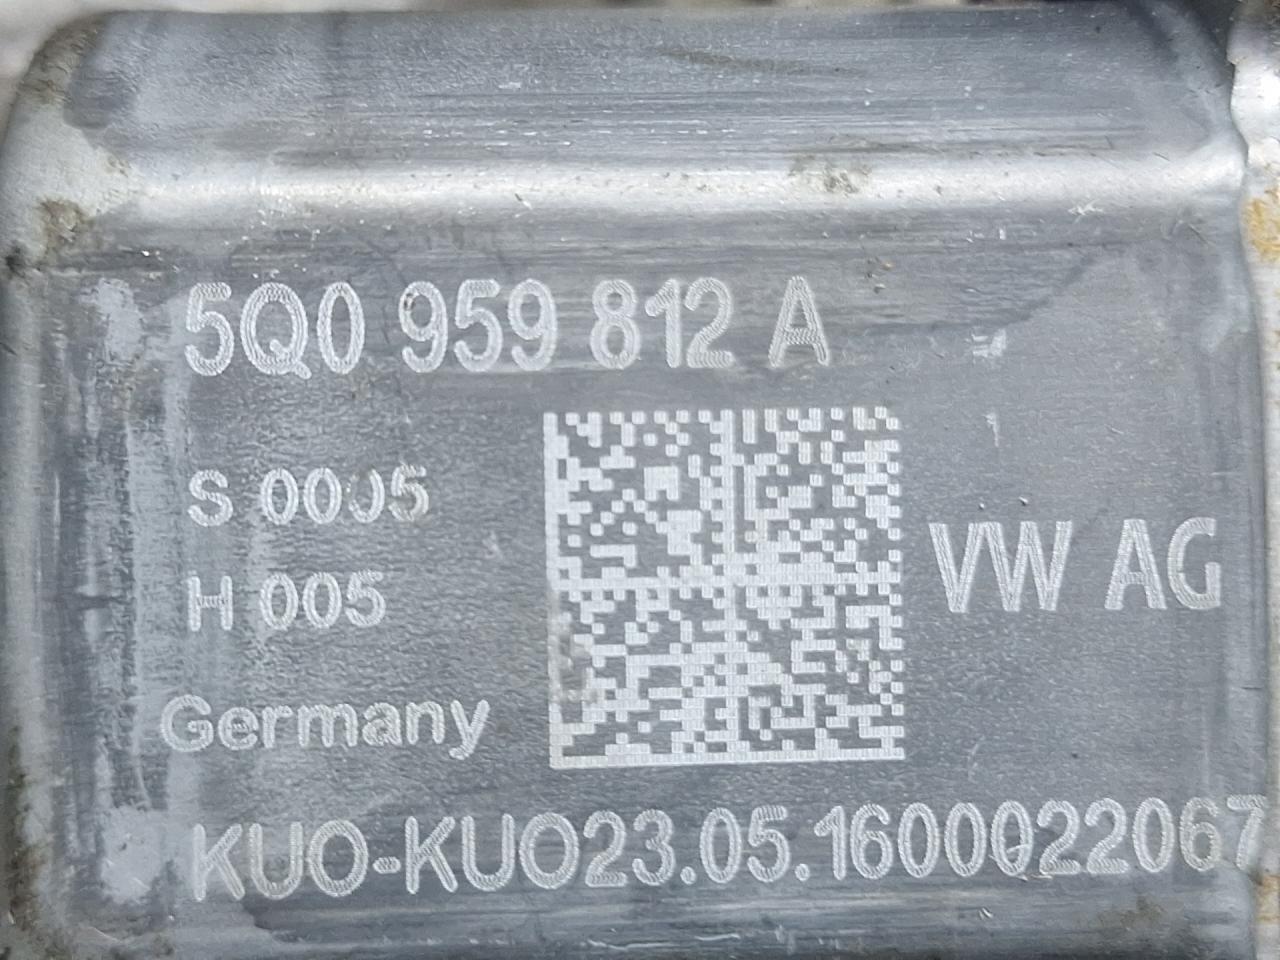 5Q0 959 812 A
S 0005
H 005
VW AG
Germany
KUO-KUO23.05.1600022067